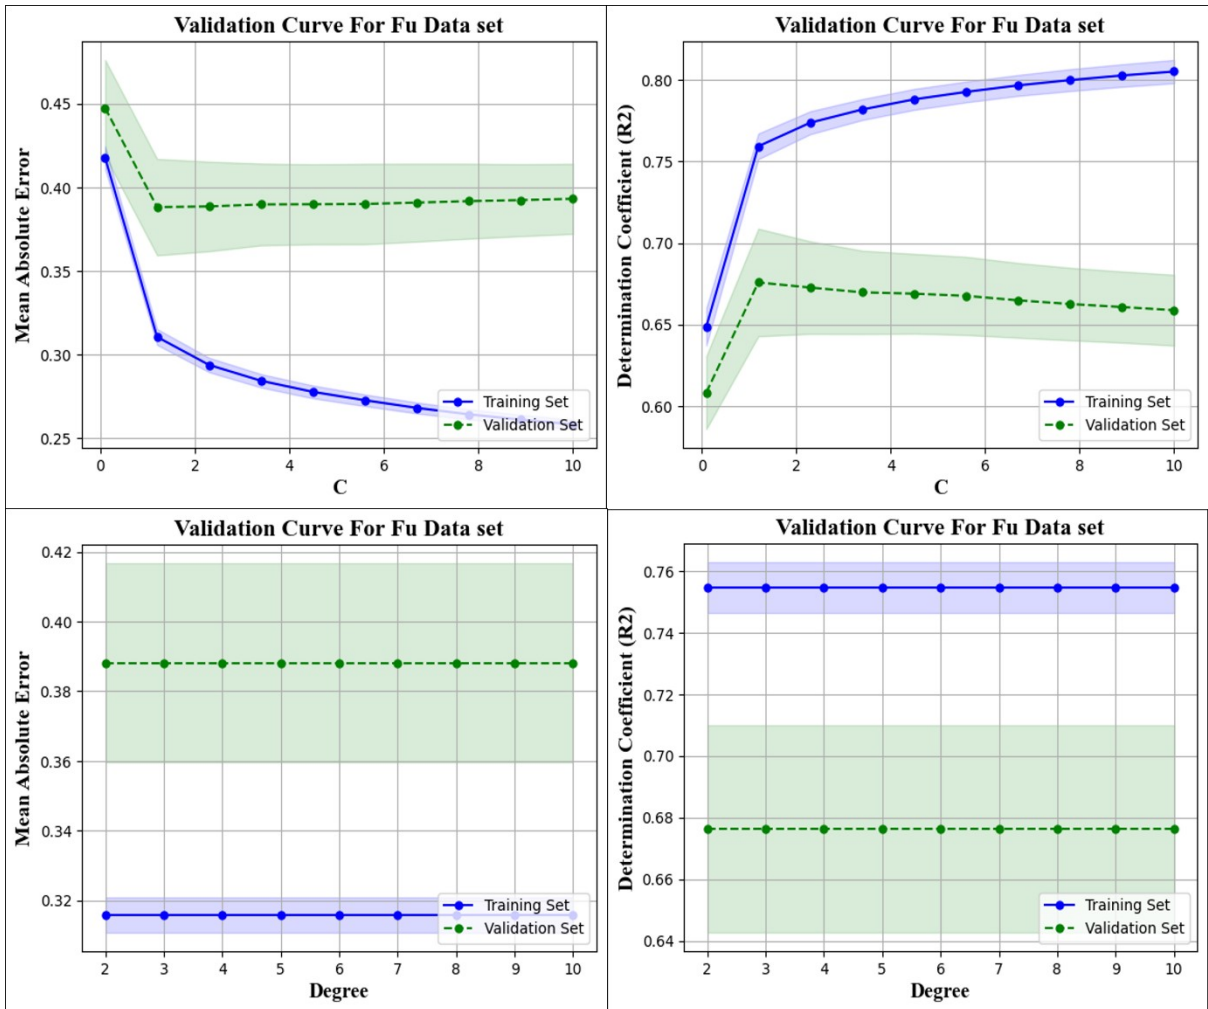 Validation Curve For Fu Data set
Mean Absolute Error
0.45
0.40
0.35
0.30
0.25
0 2 4 6 8 10
C
Training Set
Validation Set
Validation Curve For Fu Data set
Determination Coefficient (R2)
0.80
0.75
0.70
0.65
0.60
0 2 4 6 8 10
C
Training Set
Validation Set
Validation Curve For Fu Data set
Mean Absolute Error
0.42
0.40
0.38
0.36
0.34
0.32
2 3 4 5 6 7 8 9 10
Degree
Training Set
Validation Set
Validation Curve For Fu Data set
Determination Coefficient (R2)
0.76
0.74
0.72
0.70
0.68
0.66
0.64
2 3 4 5 6 7 8 9 10
Degree
Training Set
Validation Set